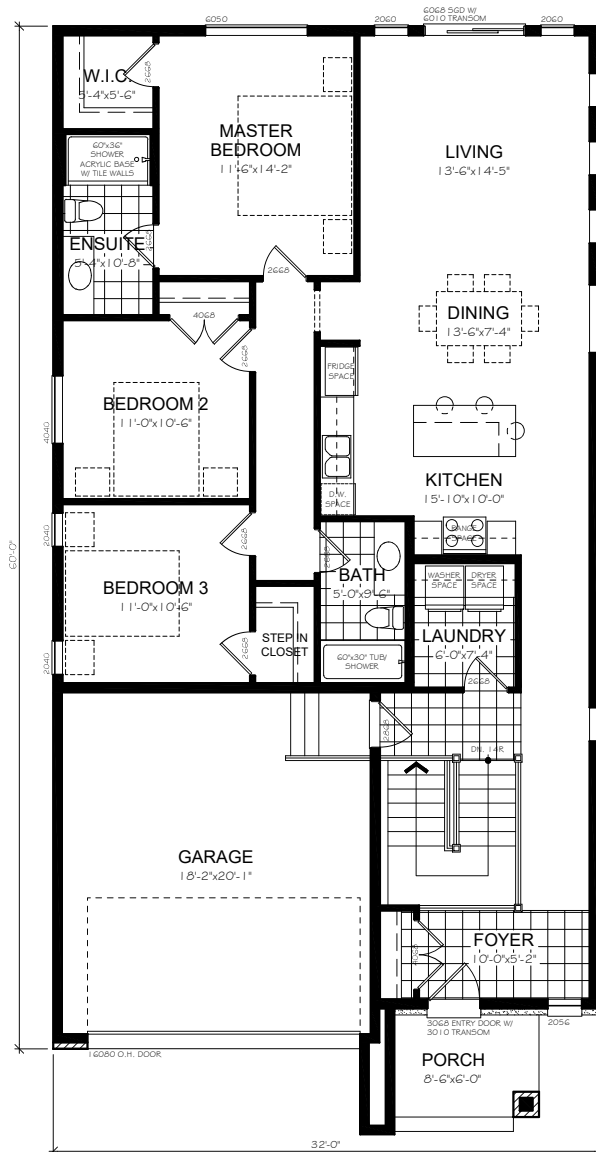 6068 SGD W/
6010 TRANSOM
6050
2060
2060
W.I.C.
5'-4"x5'-6"
2668
MASTER
BEDROOM
11'-6"x14'-2"
LIVING
13'-6"x14'-5"
60"x36"
SHOWER
ACRYLIC BASE
W/ TILE WALLS
ENSUITE
5'-4"x10'-8"
2668
2668
4068
2668
DINING
13'-6"x7'-4"
FRIDGE
SPACE
BEDROOM 2
11'-0"x10'-6"
4040
D.W.
SPACE
KITCHEN
15'-10"x10'-0"
RANGE
SPACE
2040
2668
60'-0"
BEDROOM 3
11'-0"x10'-6"
2668
BATH
5'-0"x9'-6"
WASHER
SPACE
DRYER
SPACE
STEP IN
CLOSET
LAUNDRY
6'-0"x7'-4"
2040
2668
60"x30" TUB/
SHOWER
2668
2868
DN. 14R
GARAGE
18'-2"x20'-1"
FOYER
10'-0"x5'-2"
4068
3068 ENTRY DOOR W/
3010 TRANSOM
2056
16080 O.H. DOOR
PORCH
8'-6"x6'-0"
32'-0"